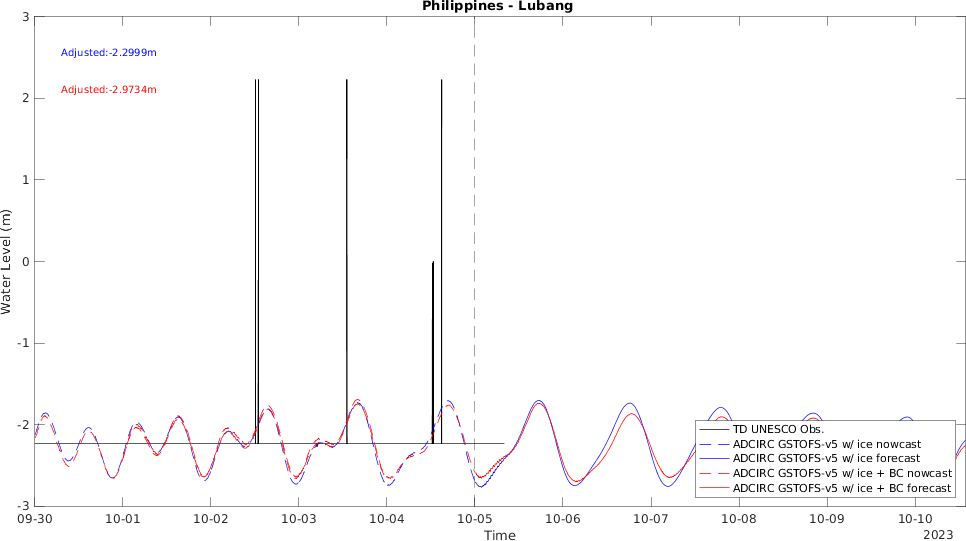 Philippines - Lubang
Adjusted:-2.2999m
Adjusted:-2.9734m
Water Level (m)
3
2
1
0
-1
-2
-3
TD UNESCO Obs.
ADCIRC GSTOFS-v5 w/ ice nowcast
ADCIRC GSTOFS-v5 w/ ice forecast
ADCIRC GSTOFS-v5 w/ ice + BC nowcast
ADCIRC GSTOFS-v5 w/ ice + BC forecast
09-30 10-01 10-02 10-03 10-04 10-05 10-06 10-07 10-08 10-09 10-10
Time
2023